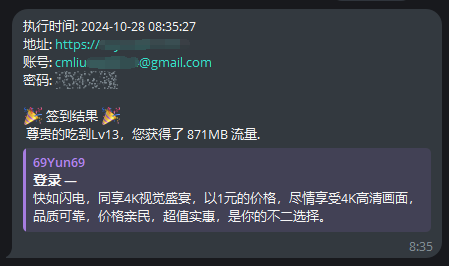 执行时间: 2024-10-28 08:35:27
地址: https://
账号: cmliu @gmail.com
密码:
🎉 签到结果 🎉
尊贵的吃到Lv13，您获得了 871MB 流量.
69Yun69
登录 —
快如闪电，同享4K视觉盛宴，以1元的价格，尽情享受4K高清画面，
品质可靠，价格亲民，超值实惠，是你的不二选择。
8:35